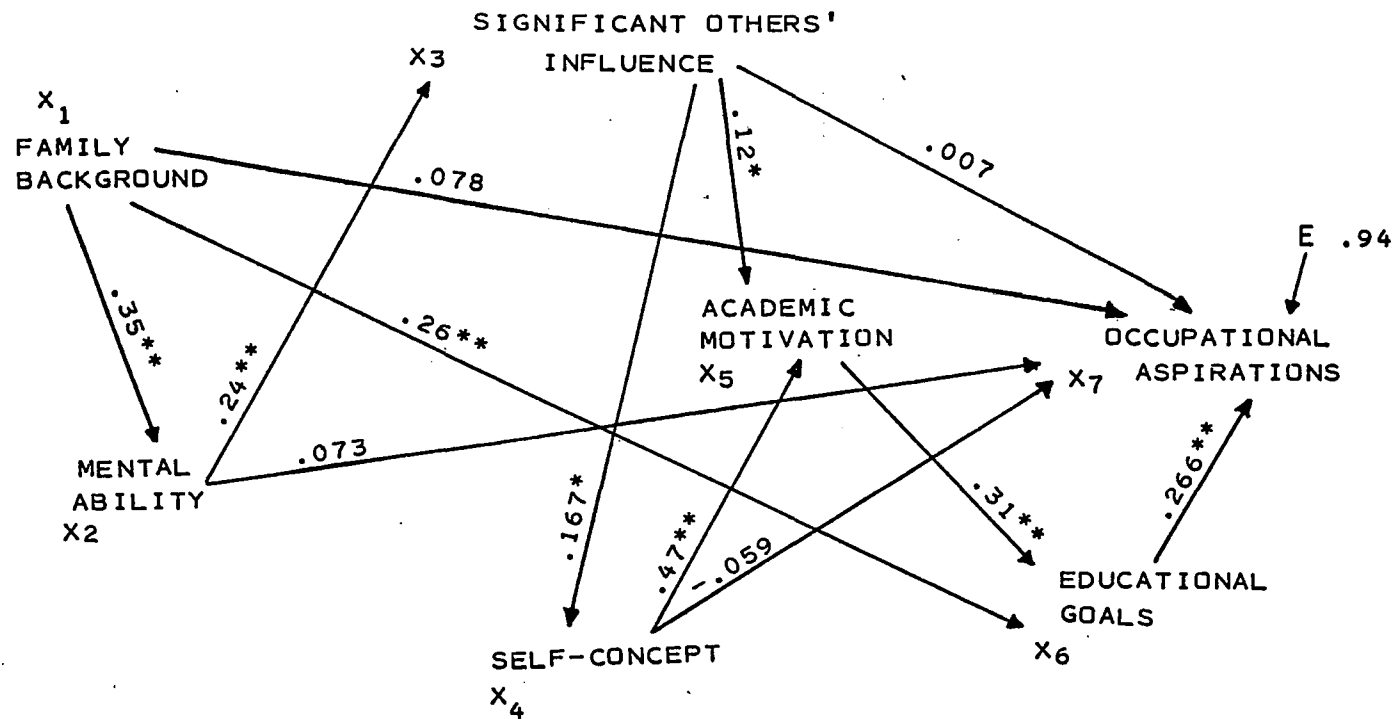 SIGNIFICANT OTHERS'
INFLUENCE
X3
X1
FAMILY
BACKGROUND
.12*
.007
.078
E .94
.35**
.24**
.26**
ACADEMIC
MOTIVATION
X5
OCCUPATIONAL
ASPIRATIONS
X7
.073
MENTAL
ABILITY
X2
.167*
.47**
-.059
.31**
.266**
EDUCATIONAL
GOALS
X6
SELF-CONCEPT
X4